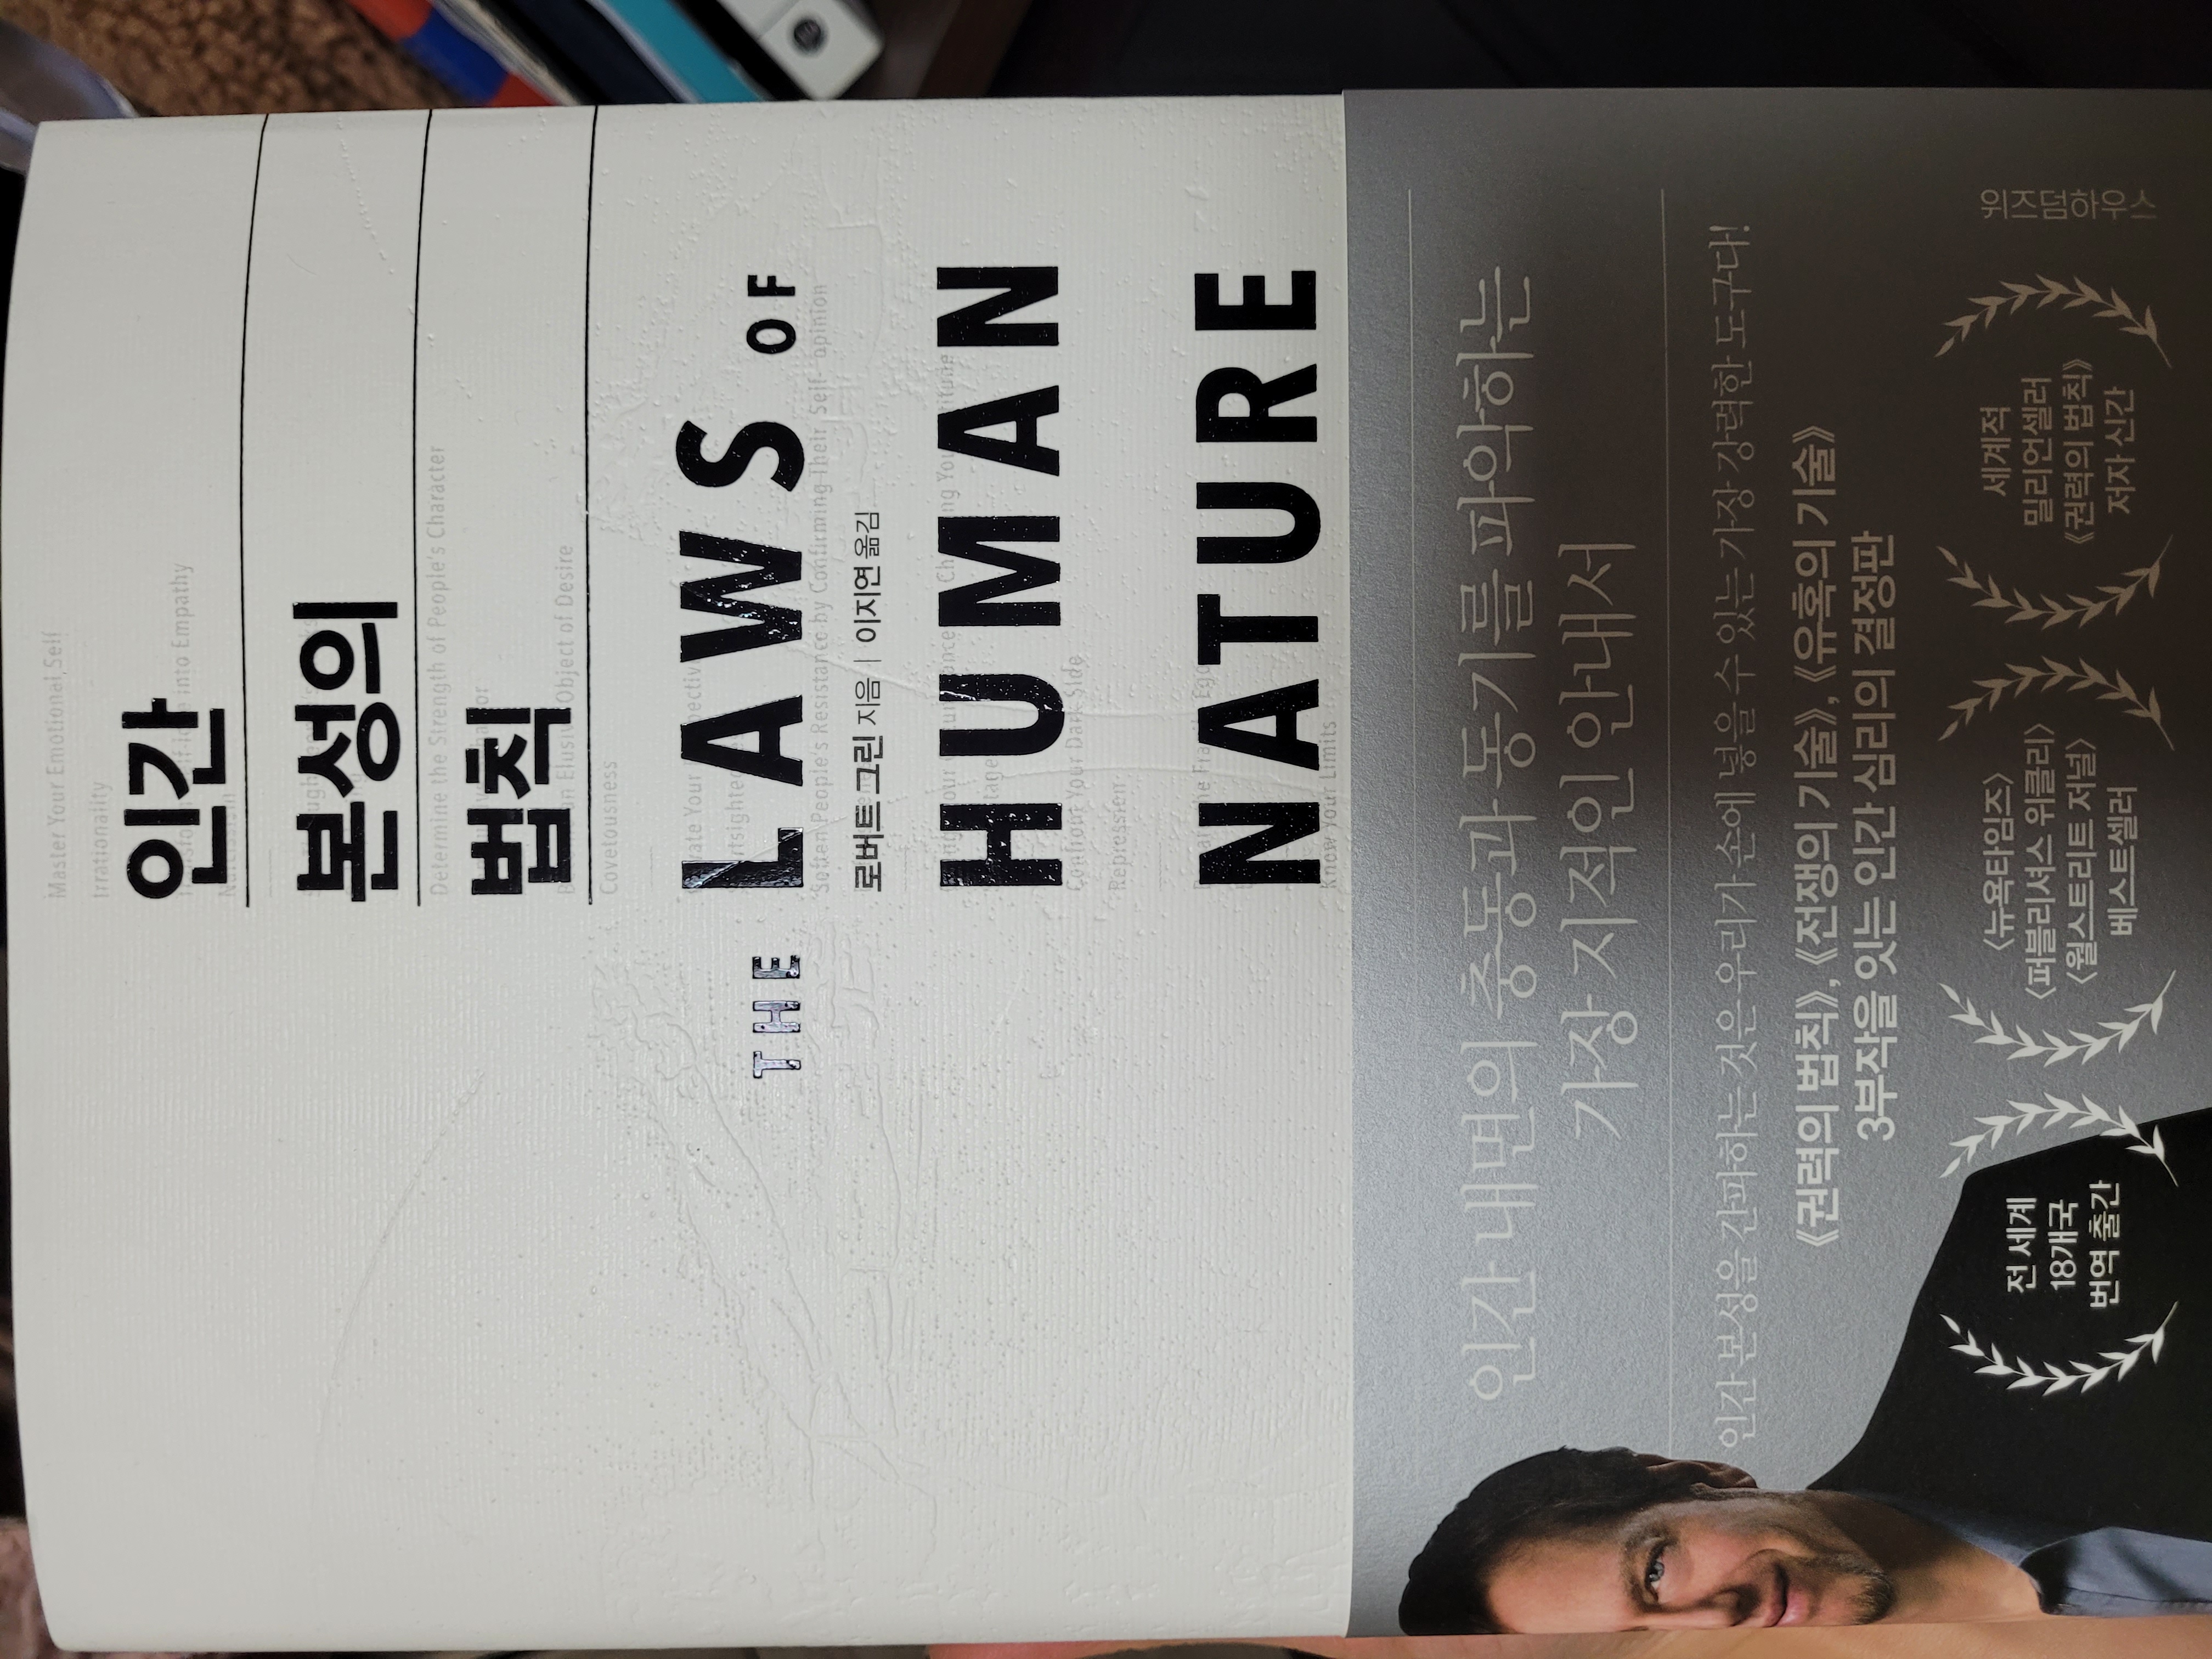 Master Your Emotional Self
Irrationality
인간
into Empathy
본성의
Determine the Strength of People's Character
법칙
Object of Desire
Covetousness
THE LAWS OF
Soften People's Resistance by Confirming Their Self-opinion
로버트 그린 지음 | 이지연 옮김
HUMAN
Confront Your Dark Side
Repression
NATURE
Know Your Limits
인간 내면의 충동과 동기를 파악하는
가장 지적인 안내서
인간 본성을 간파하는 것은 우리가 손에 넣을 수 있는 가장 강력한 도구다!
《권력의 법칙》, 《전쟁의 기술》, 《유혹의 기술》
3부작을 잇는 인간 심리의 결정판
전 세계
18개국
번역 출간
〈뉴욕타임즈〉
〈퍼블리셔스 위클리〉
〈월스트리트 저널〉
베스트셀러
세계적
밀리언셀러
《권력의 법칙》
저자 신간
위즈덤하우스